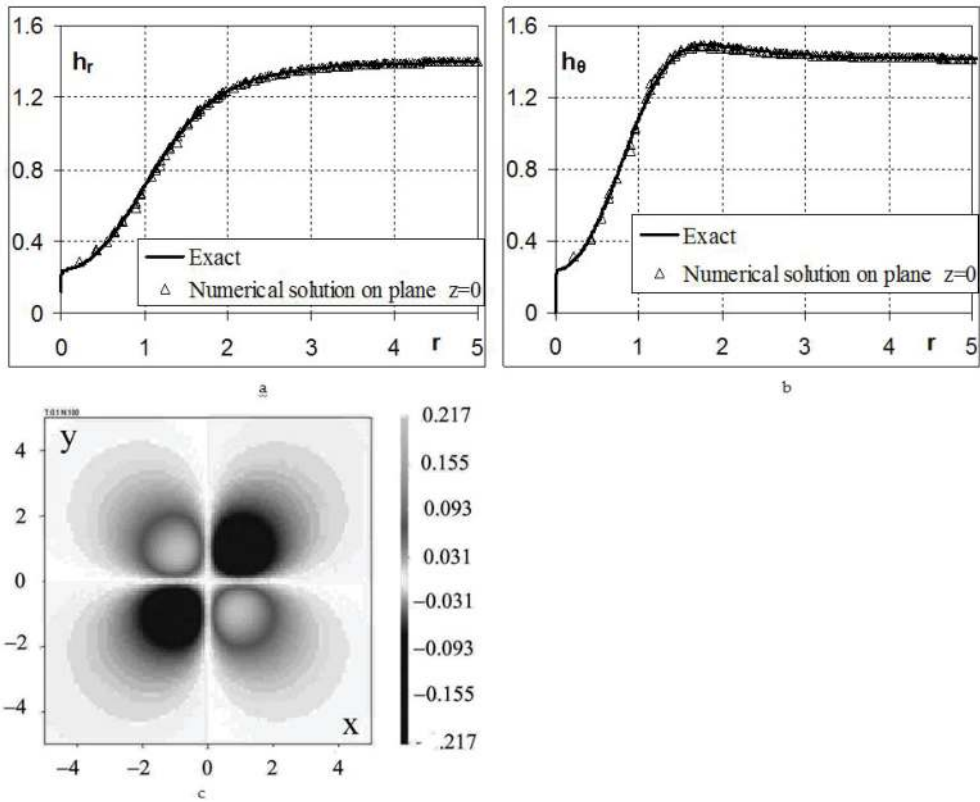 1.6
h_r
1.2
0.8
0.4
0
Exact
Numerical solution on plane z=0
0 1 2 3 r 5
a
1.6
h_θ
1.2
0.8
0.4
0
Exact
Numerical solution on plane z=0
0 1 2 3 r 5
b
y
4
2
0
−2
−4
x
−4 −2 0 2 4
c
0.217
0.155
0.093
0.031
−0.031
−0.093
−0.155
.217